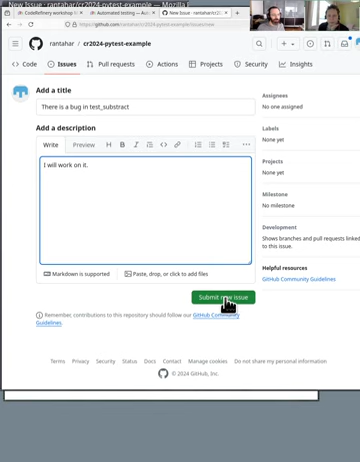 New Issue · rantahar/cr2024-pytest-example — Mozilla F
CodeRefinery workshop
Automated testing — Auto
New Issue · rantahar/cr2
https://github.com/rantahar/cr2024-pytest-example/issues/new
rantahar / cr2024-pytest-example
Code
Issues
Pull requests
Actions
Projects
Security
Insights
Add a title
There is a bug in test_substract
Add a description
Write
Preview
I will work on it.
Markdown is supported
Paste, drop, or click to add files
Submit new issue
Remember, contributions to this repository should follow our GitHub Community
Guidelines.
Assignees
No one assigned
Labels
None yet
Projects
None yet
Milestone
No milestone
Development
Shows branches and pull requests linked
to this issue.
Helpful resources
GitHub Community Guidelines
Terms
Privacy
Security
Status
Docs
Contact
Manage cookies
Do not share my personal information
© 2024 GitHub, Inc.